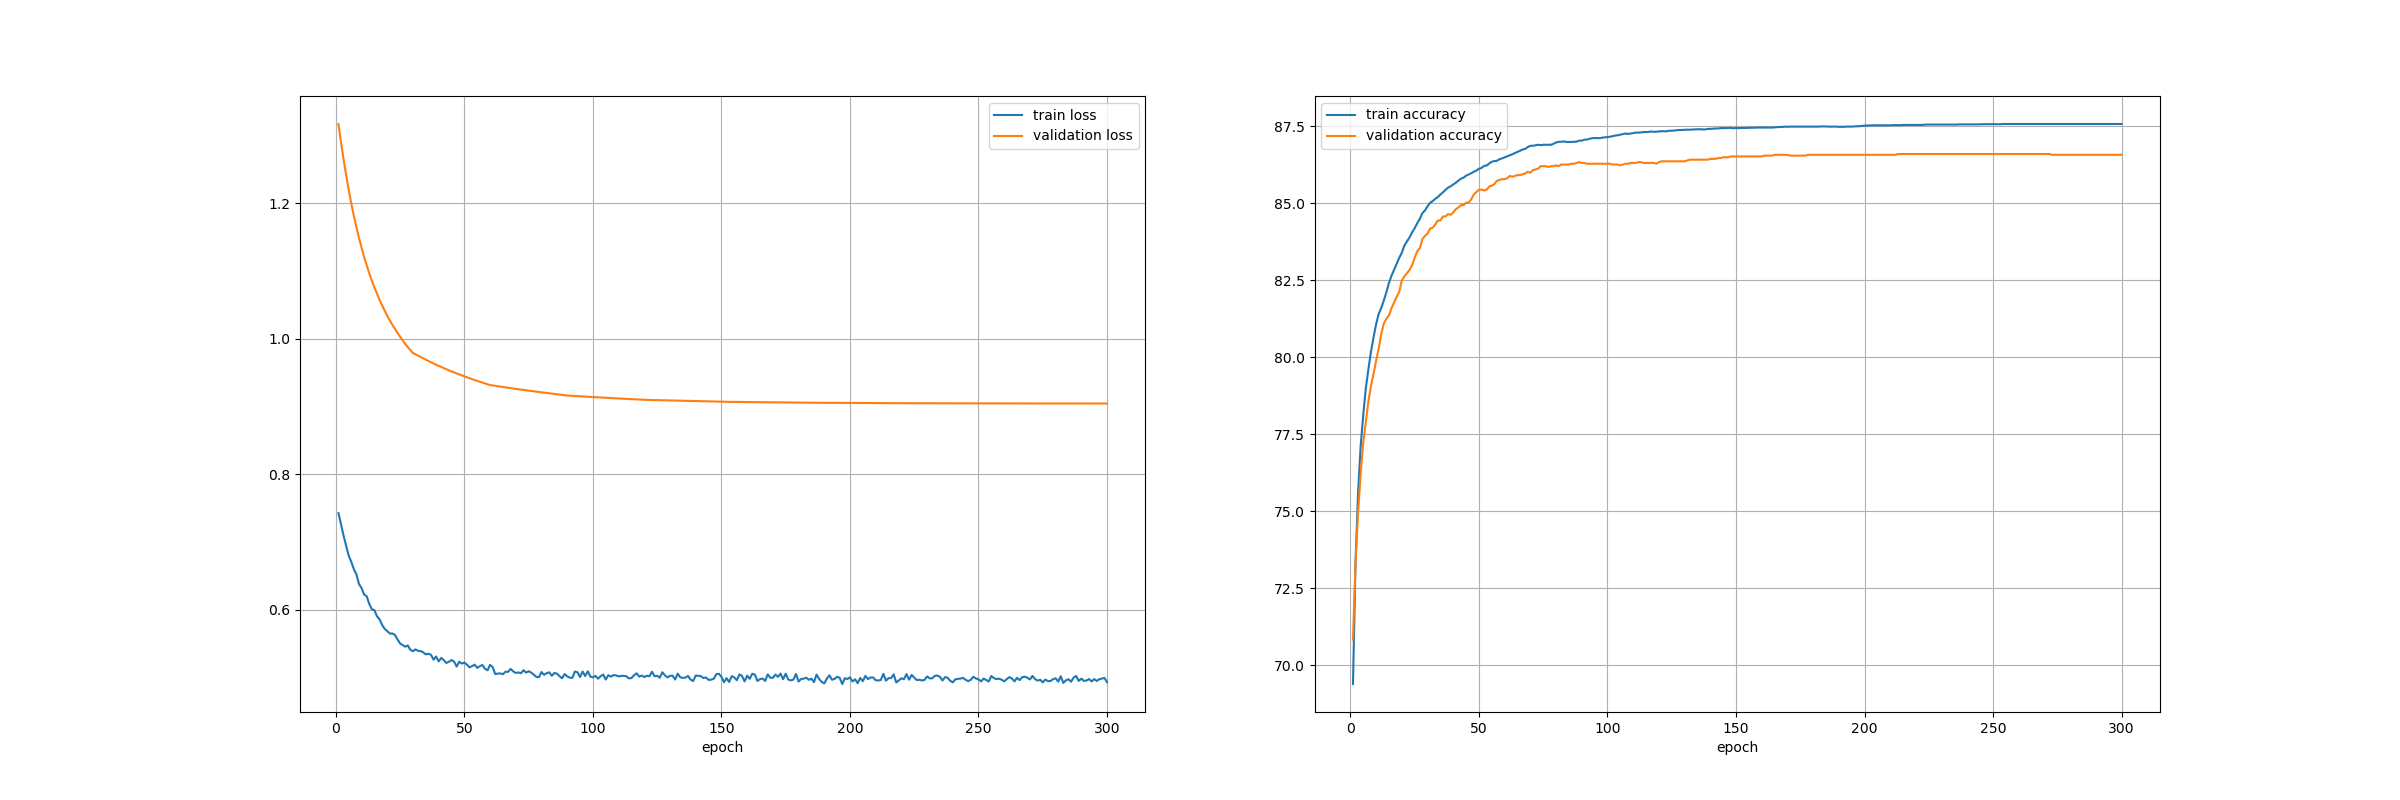 train loss
validation loss
1.2
1.0
0.8
0.6
0 50 100 150 200 250 300
epoch
train accuracy
validation accuracy
87.5
85.0
82.5
80.0
77.5
75.0
72.5
70.0
0 50 100 150 200 250 300
epoch